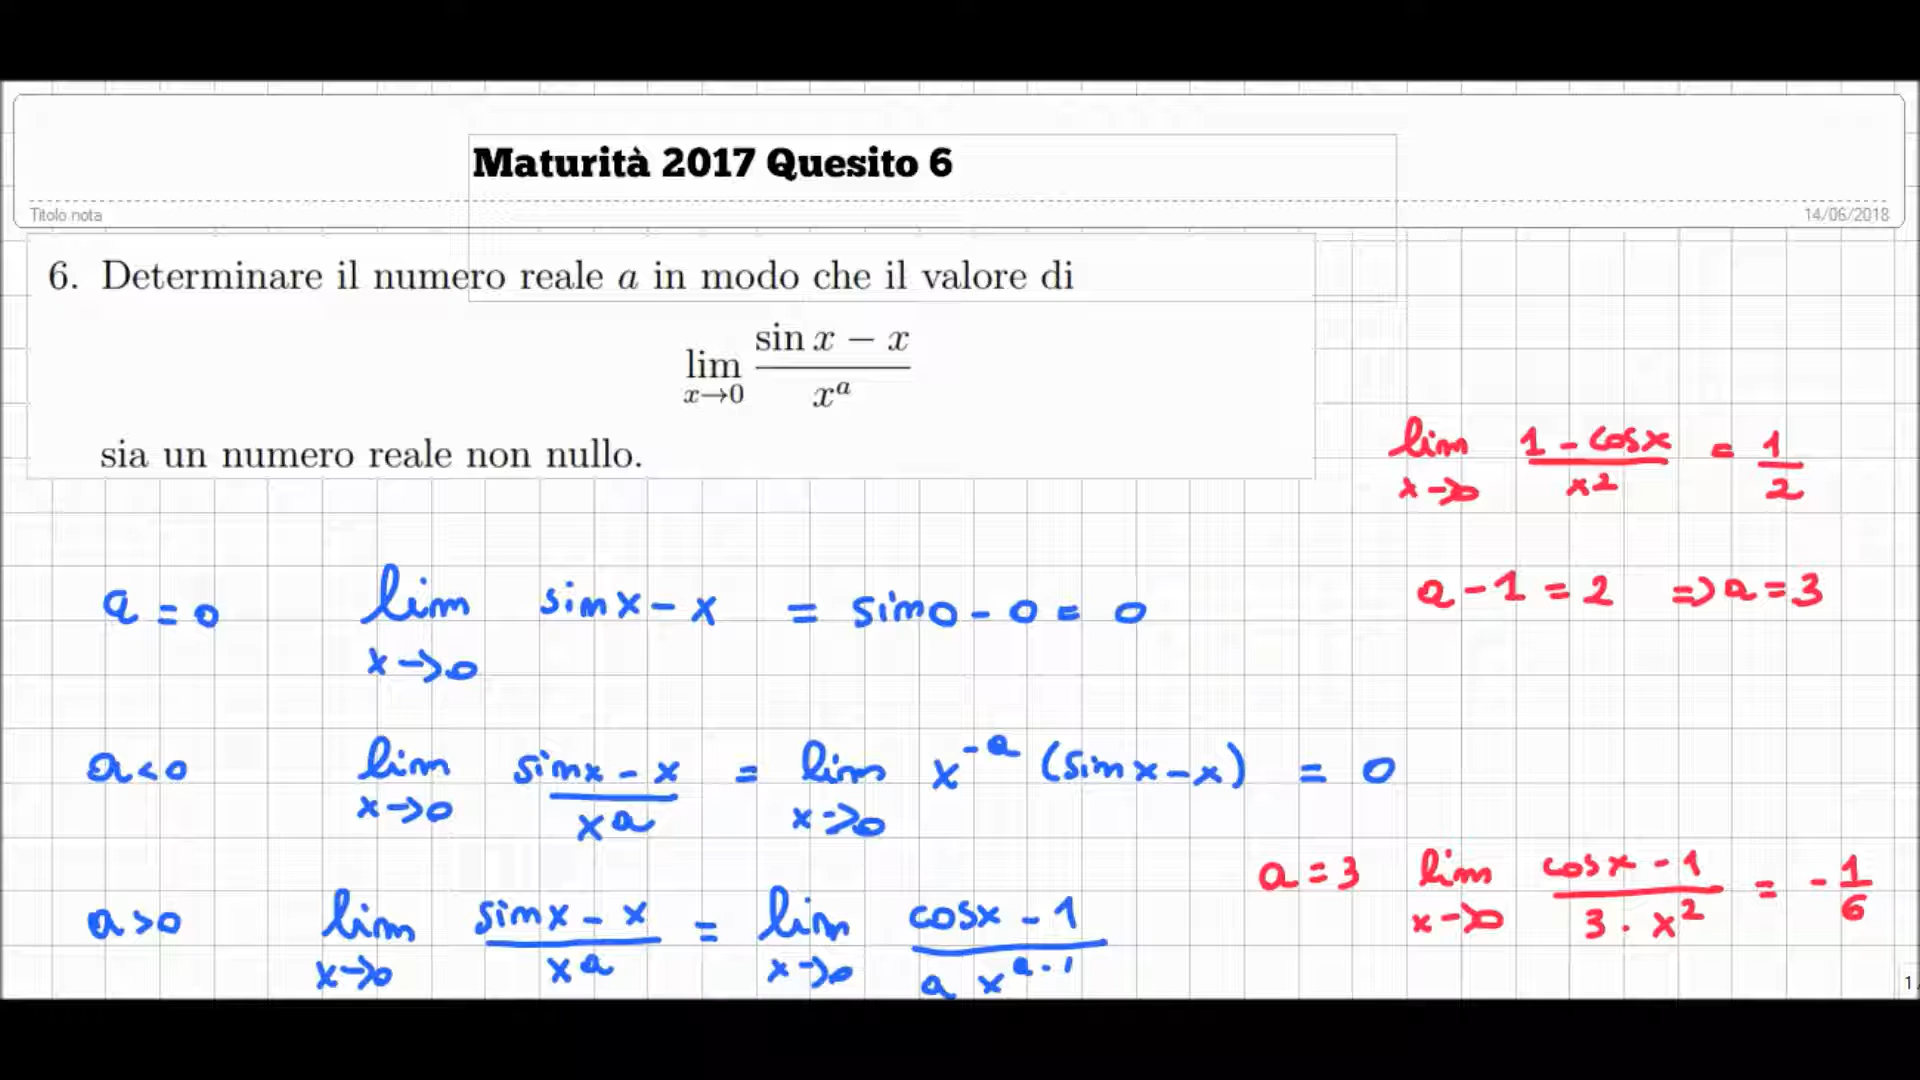 Maturità 2017 Quesito 6
Titolo nota
14/06/2018
6. Determinare il numero reale a in modo che il valore di
lim x→0 (sin x − x)/(x^a)
sia un numero reale non nullo.
lim x→0 (1 - cosx)/(x^2) = 1/2
a - 1 = 2 => a = 3
a = 0 lim x→0 sinx - x = sin0 - 0 = 0
a<0 lim x→0 (sinx - x)/(x^a) = lim x→0 x^-a (sinx - x) = 0
a = 3 lim x→0 (cosx - 1)/(3 · x^2) = - 1/6
a>0 lim x→0 (sinx - x)/(x^a) = lim x→0 (cosx - 1)/(a x^a-1)